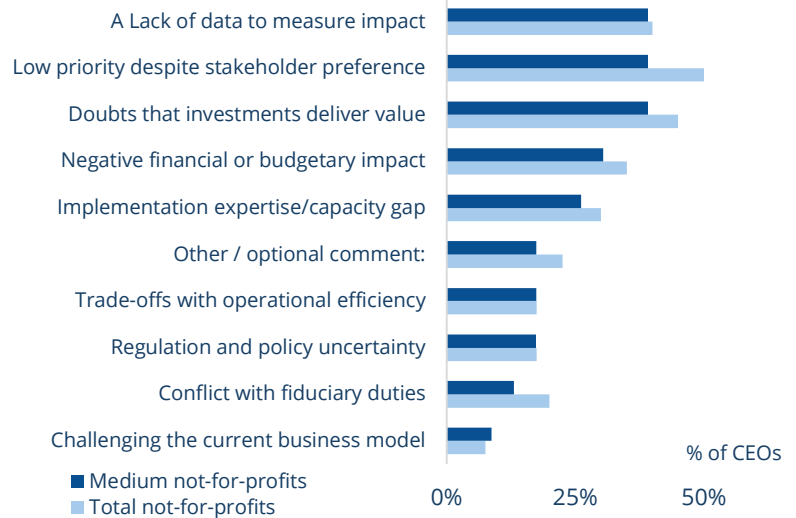 A Lack of data to measure impact
Low priority despite stakeholder preference
Doubts that investments deliver value
Negative financial or budgetary impact
Implementation expertise/capacity gap
Other / optional comment:
Trade-offs with operational efficiency
Regulation and policy uncertainty
Conflict with fiduciary duties
Challenging the current business model
% of CEOs
Medium not-for-profits
Total not-for-profits
0% 25% 50%